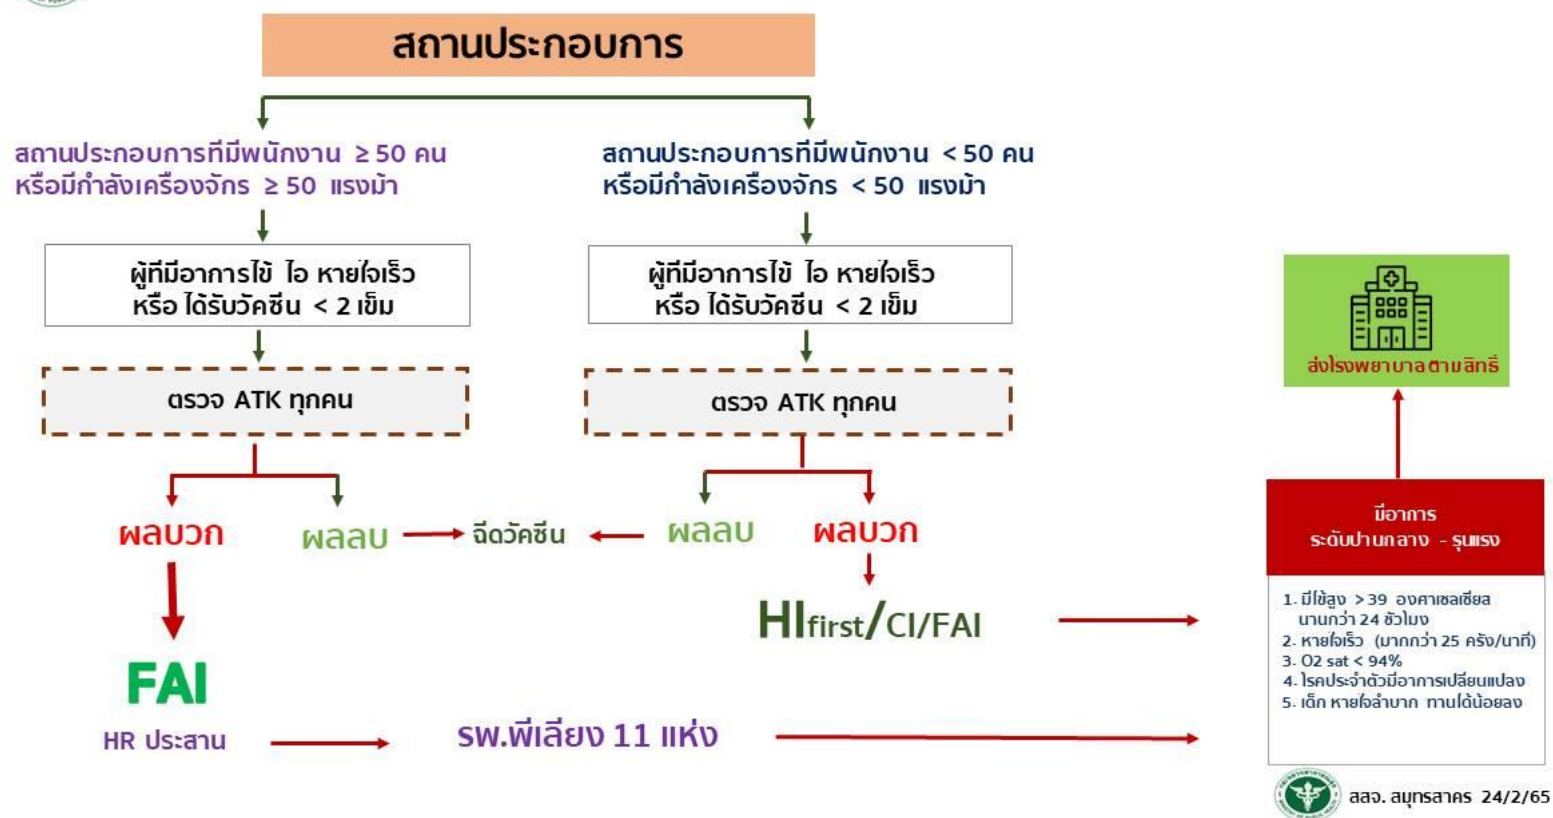 สถานประกอบการ
สถานประกอบการที่มีพนักงาน ≥ 50 คน
หรือมีกำลังเครื่องจักร ≥ 50 แรงม้า
สถานประกอบการที่มีพนักงาน < 50 คน
หรือมีกำลังเครื่องจักร < 50 แรงม้า
ผู้ที่มีอาการไข้ ไอ หายใจเร็ว
หรือ ได้รับวัคซีน < 2 เข็ม
ผู้ที่มีอาการไข้ ไอ หายใจเร็ว
หรือ ได้รับวัคซีน < 2 เข็ม
ตรวจ ATK ทุกคน
ตรวจ ATK ทุกคน
ผลบวก
ผลลบ
ฉีดวัคซีน
ผลลบ
ผลบวก
FAI
HR ประสาน
รพ.พี่เลี้ยง 11 แห่ง
HIfirst/CI/FAI
ส่งโรงพยาบาลตามสิทธิ์
มีอาการ
ระดับปานกลาง - รุนแรง
1. มีไข้สูง > 39 องศาเซลเซียส
นานกว่า 24 ชั่วโมง
2. หายใจเร็ว (มากกว่า 25 ครั้ง/นาที)
3. O2 sat < 94%
4. โรคประจำตัวมีอาการเปลี่ยนแปลง
5. เด็ก หายใจลำบาก ทานได้น้อยลง
สสจ. สมุทรสาคร 24/2/65